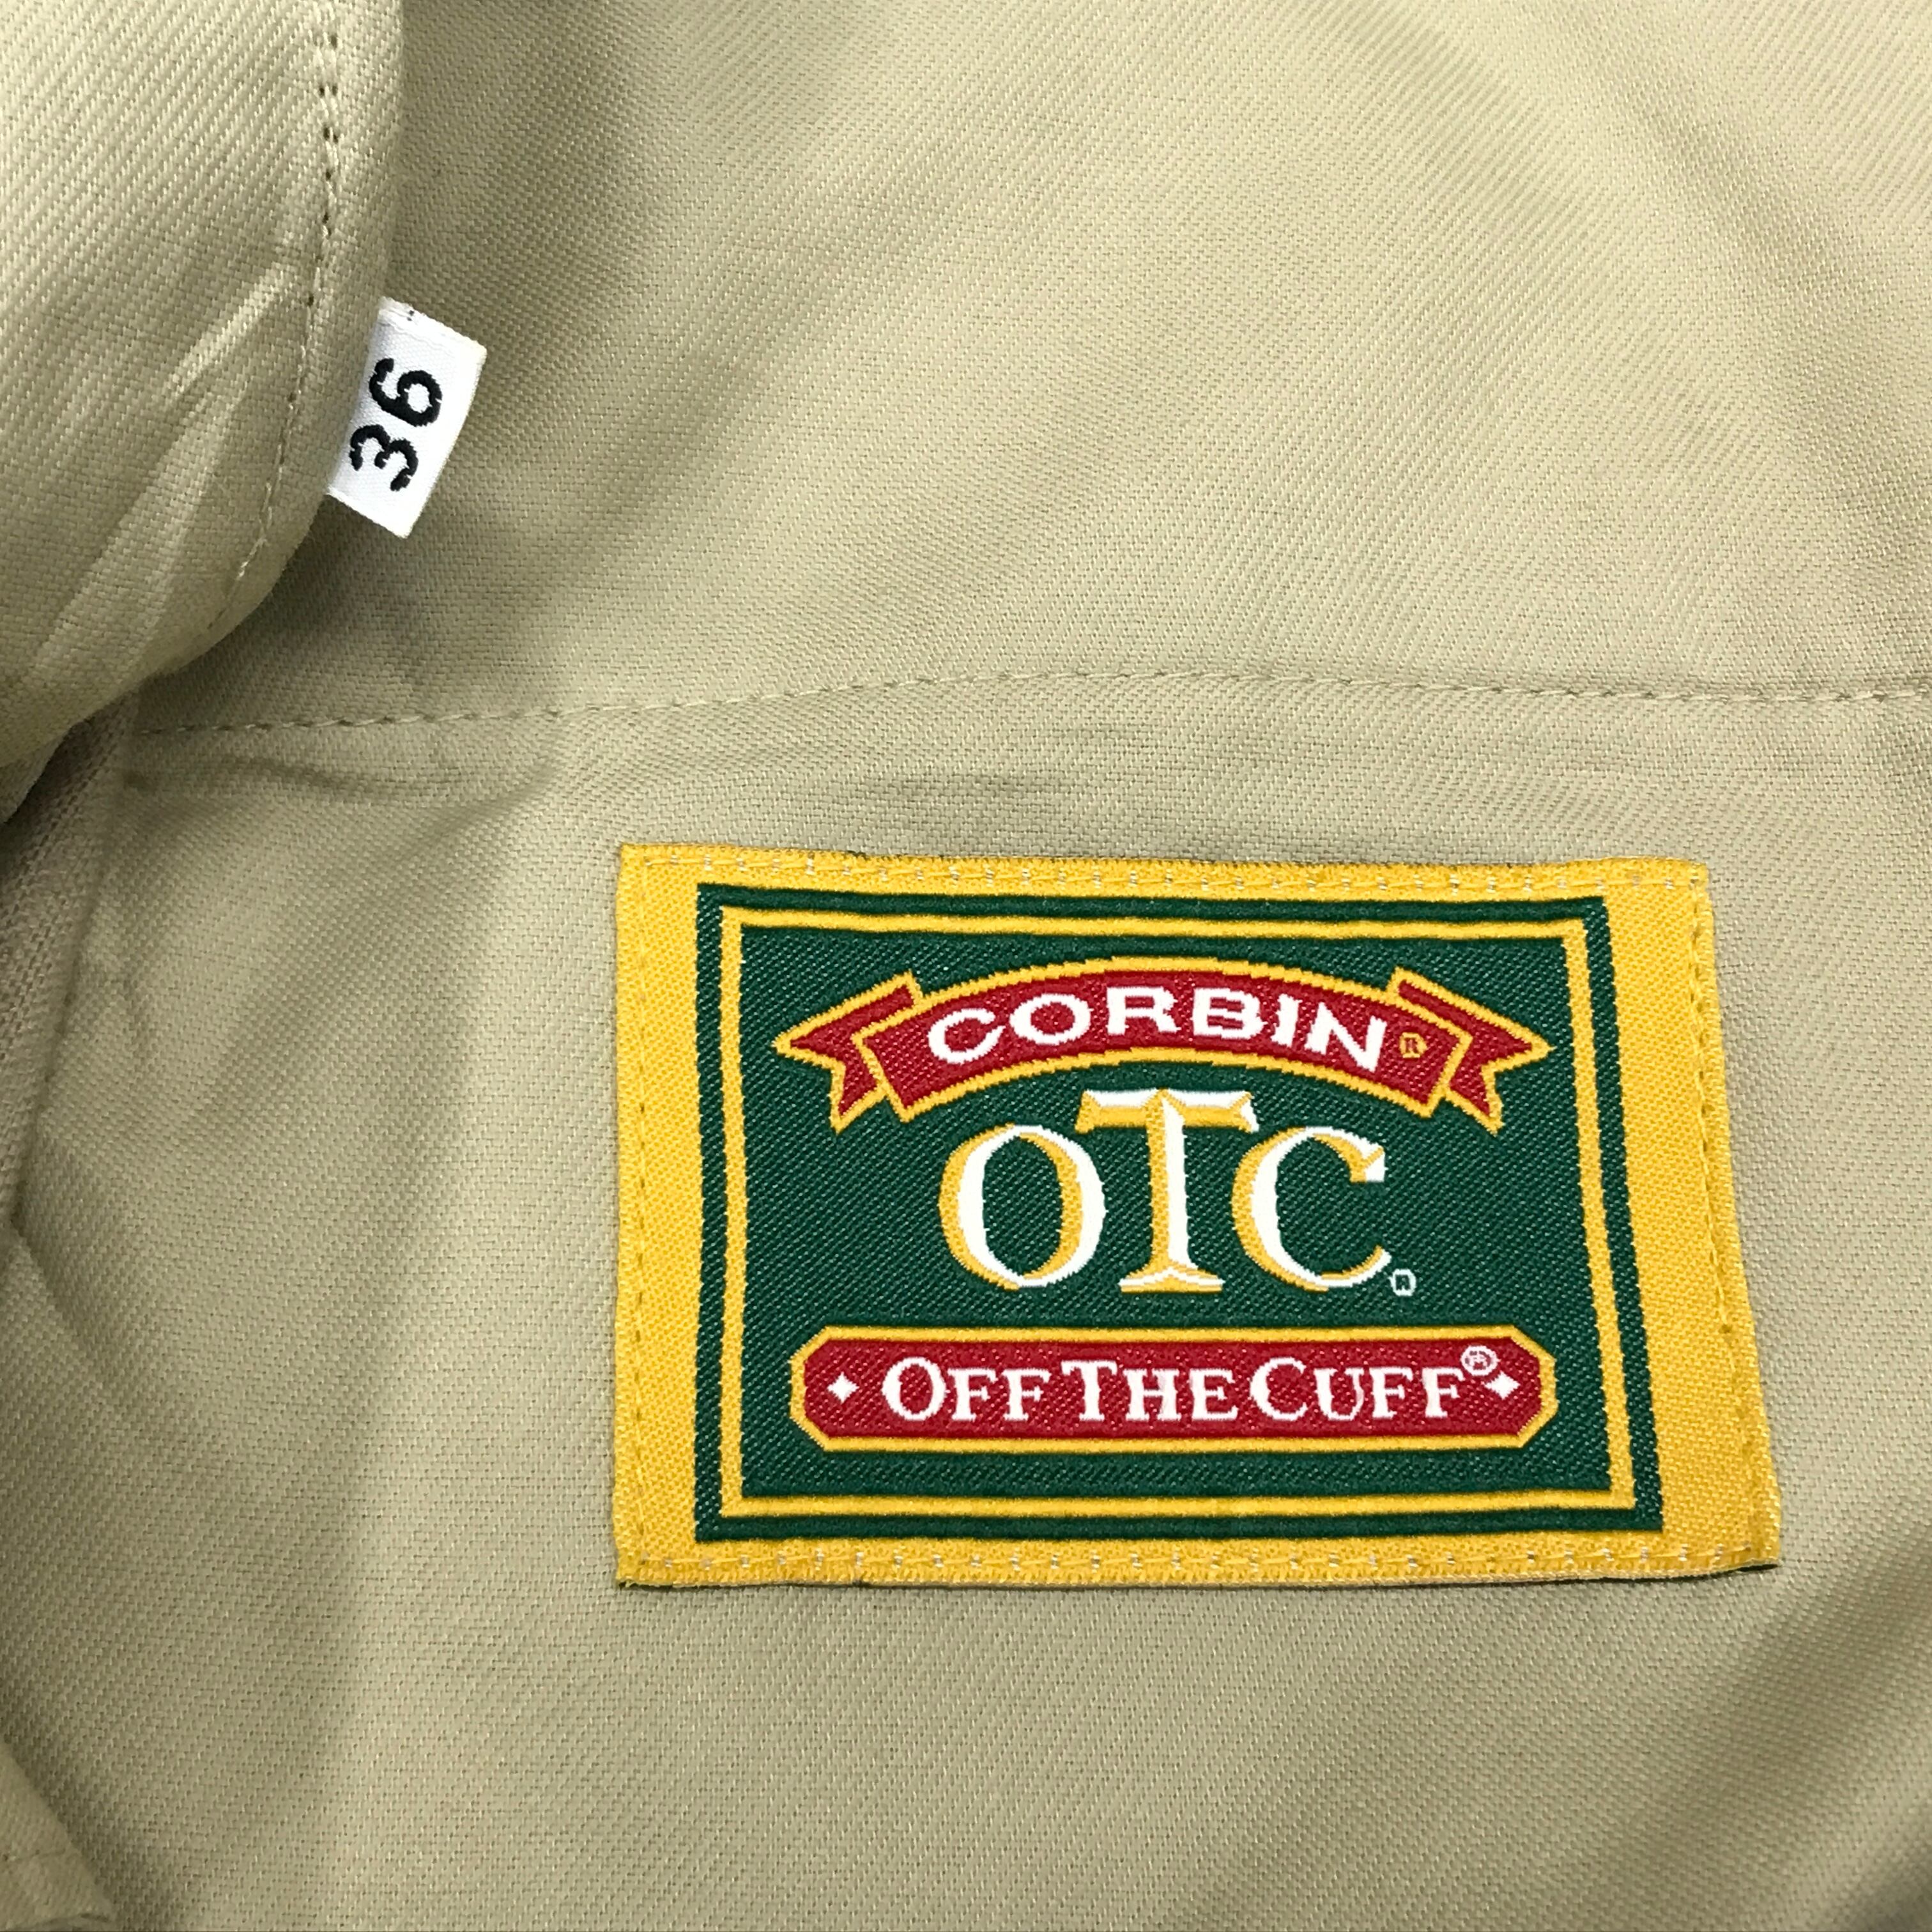 36
CORBIN®
OTC®
OFF THE CUFF®